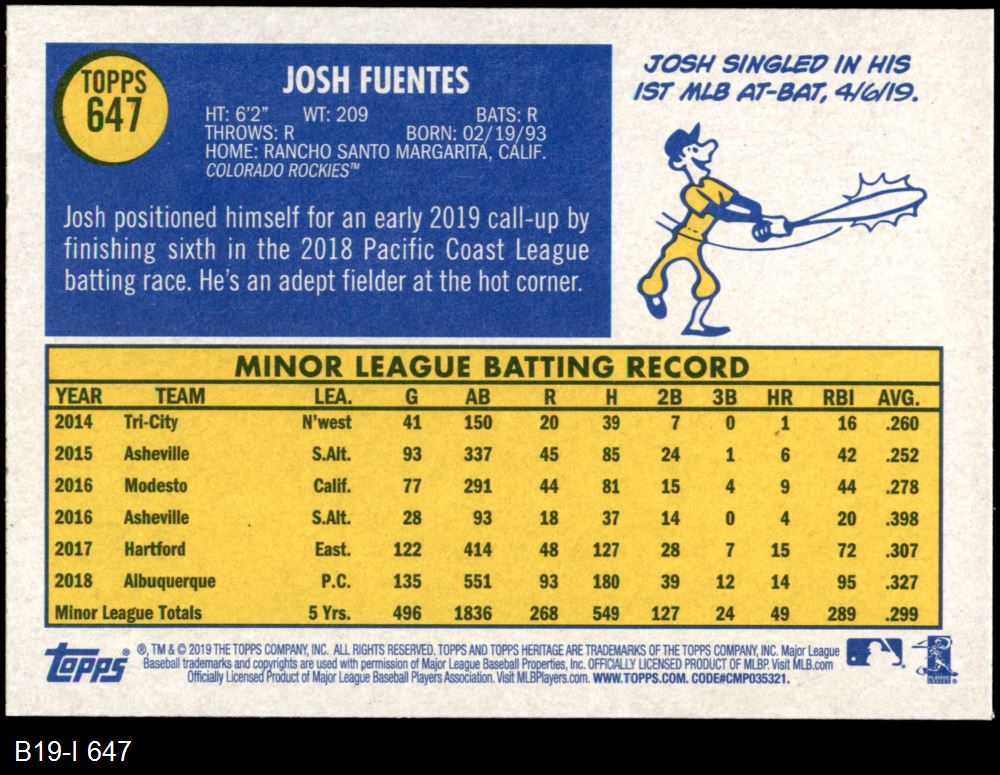 TOPPS
647
JOSH FUENTES
HT: 6'2" WT: 209 BATS: R
THROWS: R BORN: 02/19/93
HOME: RANCHO SANTO MARGARITA, CALIF.
COLORADO ROCKIES™
Josh positioned himself for an early 2019 call-up by
finishing sixth in the 2018 Pacific Coast League
batting race. He's an adept fielder at the hot corner.
JOSH SINGLED IN HIS
1ST MLB AT-BAT, 4/6/19.
MINOR LEAGUE BATTING RECORD
YEAR TEAM LEA. G AB R H 2B 3B HR RBI AVG.
2014 Tri-City N'west 41 150 20 39 7 0 1 16 .260
2015 Asheville S.Alt. 93 337 45 85 24 1 6 42 .252
2016 Modesto Calif. 77 291 44 81 15 4 9 44 .278
2016 Asheville S.Alt. 28 93 18 37 14 0 4 20 .398
2017 Hartford East. 122 414 48 127 28 7 15 72 .307
2018 Albuquerque P.C. 135 551 93 180 39 12 14 95 .327
Minor League Totals 5 Yrs. 496 1836 268 549 127 24 49 289 .299
Topps®
®, TM & © 2019 THE TOPPS COMPANY, INC. ALL RIGHTS RESERVED. TOPPS AND TOPPS HERITAGE ARE TRADEMARKS OF THE TOPPS COMPANY, INC. Major League
Baseball trademarks and copyrights are used with permission of Major League Baseball Properties, Inc. OFFICIALLY LICENSED PRODUCT OF MLBP. Visit MLB.com
Officially Licensed Product of Major League Baseball Players Association. Visit MLBPlayers.com. WWW.TOPPS.COM. CODE#CMP035321.
B19-I 647